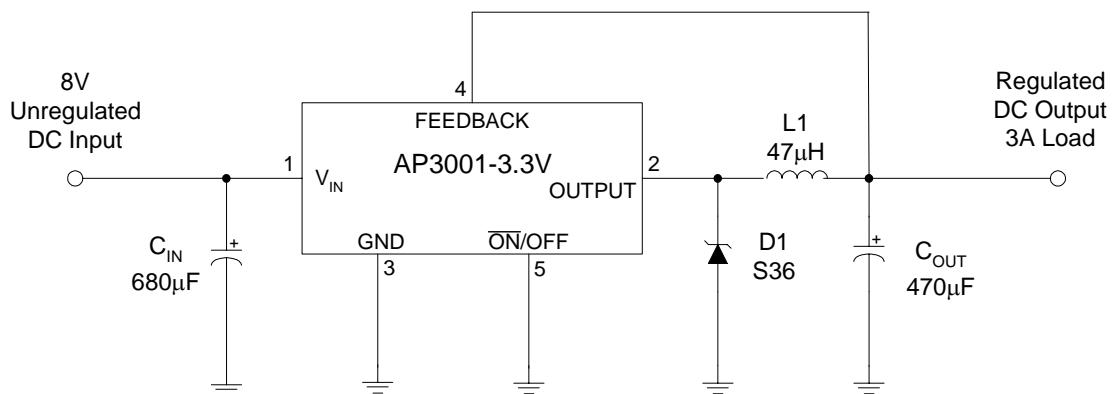 8V
Unregulated
DC Input
1
V_IN
4
FEEDBACK
AP3001-3.3V
2
OUTPUT
GND
3
ON/OFF
5
C_IN
+
680μF
L1
47μH
D1
S36
+
C_OUT
470μF
Regulated
DC Output
3A Load